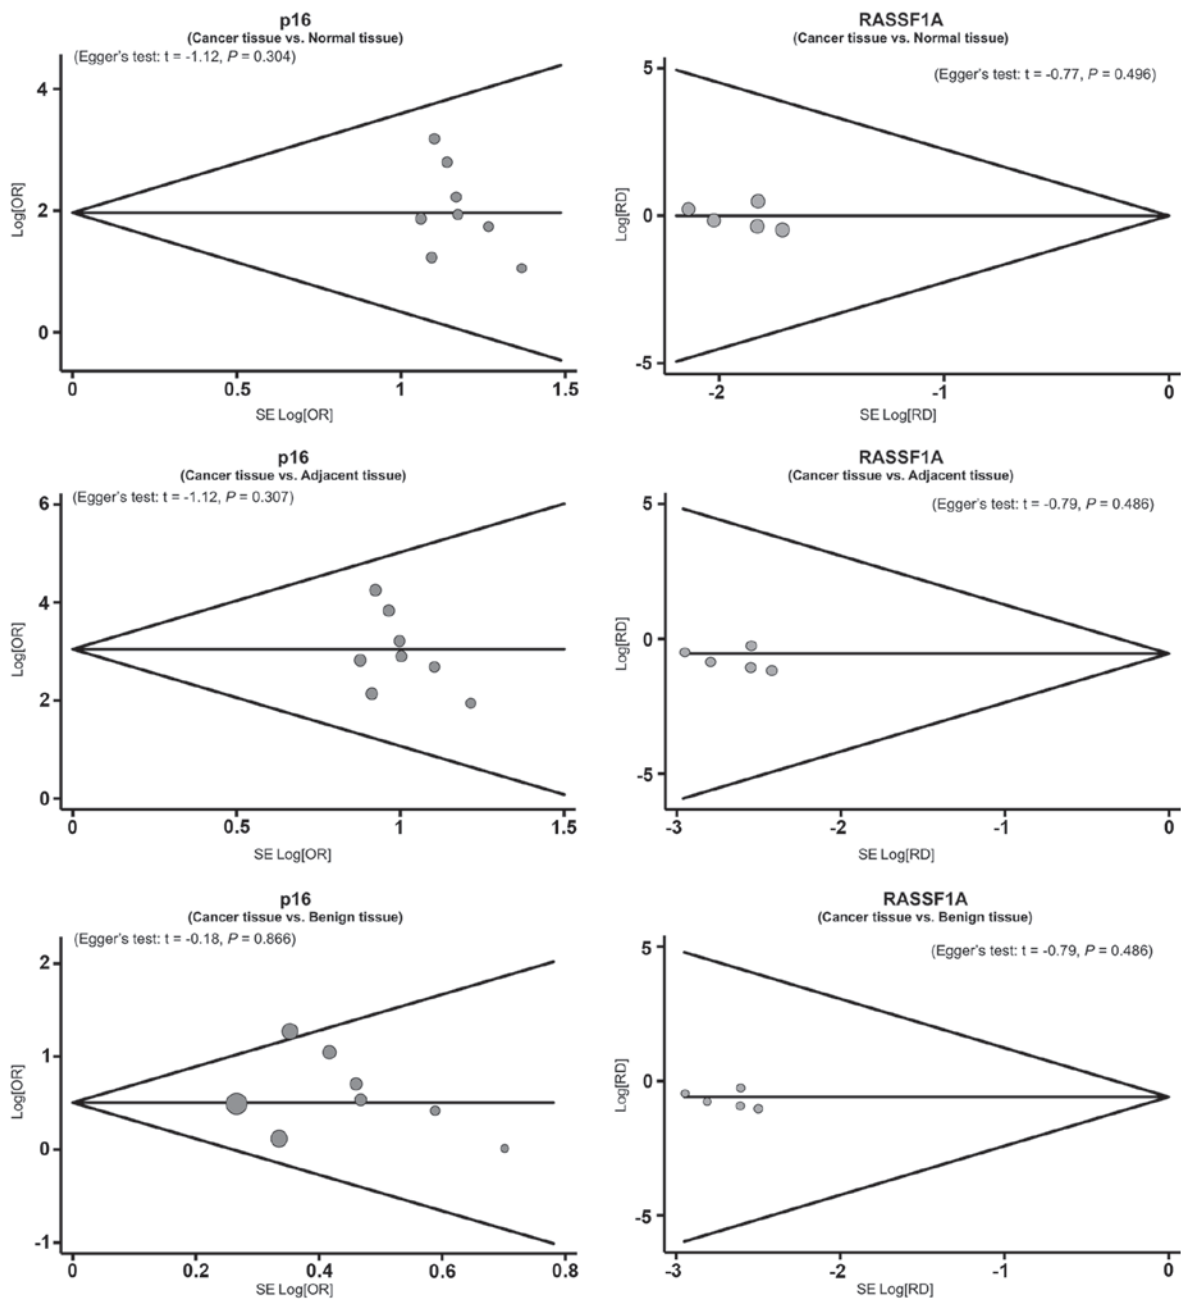 p16
(Cancer tissue vs. Normal tissue)
(Egger's test: t = -1.12, P = 0.304)
4
2
0
Log[OR]
0
0.5
1
1.5
SE Log[OR]
RASSF1A
(Cancer tissue vs. Normal tissue)
(Egger's test: t = -0.77, P = 0.496)
5
0
-5
Log[RD]
-2
-1
0
SE Log[RD]
p16
(Cancer tissue vs. Adjacent tissue)
(Egger's test: t = -1.12, P = 0.307)
6
4
2
0
Log[OR]
0
0.5
1
1.5
SE Log[OR]
RASSF1A
(Cancer tissue vs. Adjacent tissue)
(Egger's test: t = -0.79, P = 0.486)
5
0
-5
Log[RD]
-3
-2
-1
0
SE Log[RD]
p16
(Cancer tissue vs. Benign tissue)
(Egger's test: t = -0.18, P = 0.866)
2
1
0
-1
Log[OR]
0
0.2
0.4
0.6
0.8
SE Log[OR]
RASSF1A
(Cancer tissue vs. Benign tissue)
(Egger's test: t = -0.79, P = 0.486)
5
0
-5
Log[RD]
-3
-2
-1
0
SE Log[RD]